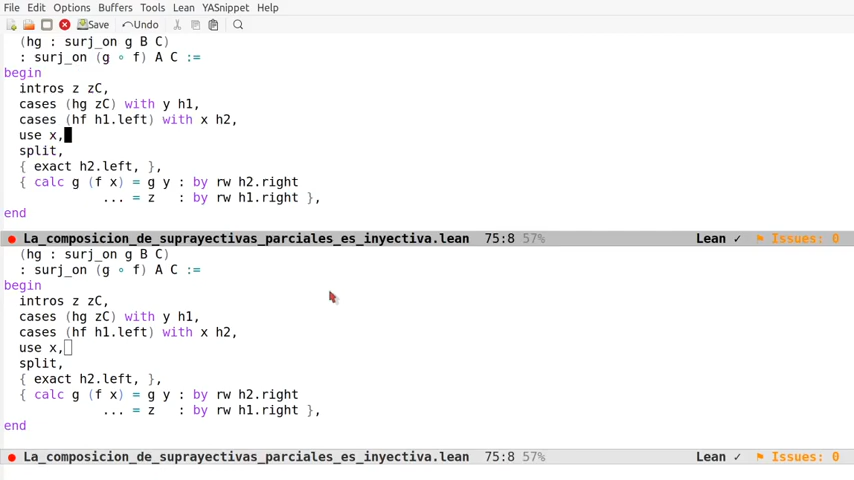 File Edit Options Buffers Tools Lean YASnippet Help
Save Undo
(hg : surj_on g B C)
: surj_on (g ∘ f) A C :=
begin
intros z zC,
cases (hg zC) with y h1,
cases (hf h1.left) with x h2,
use x,
split,
{ exact h2.left, },
{ calc g (f x) = g y : by rw h2.right
... = z : by rw h1.right },
end
La_composicion_de_suprayectivas_parciales_es_inyectiva.lean 75:8 57% Lean ✓ Issues: 0
(hg : surj_on g B C)
: surj_on (g ∘ f) A C :=
begin
intros z zC,
cases (hg zC) with y h1,
cases (hf h1.left) with x h2,
use x,
split,
{ exact h2.left, },
{ calc g (f x) = g y : by rw h2.right
... = z : by rw h1.right },
end
La_composicion_de_suprayectivas_parciales_es_inyectiva.lean 75:8 57% Lean ✓ Issues: 0